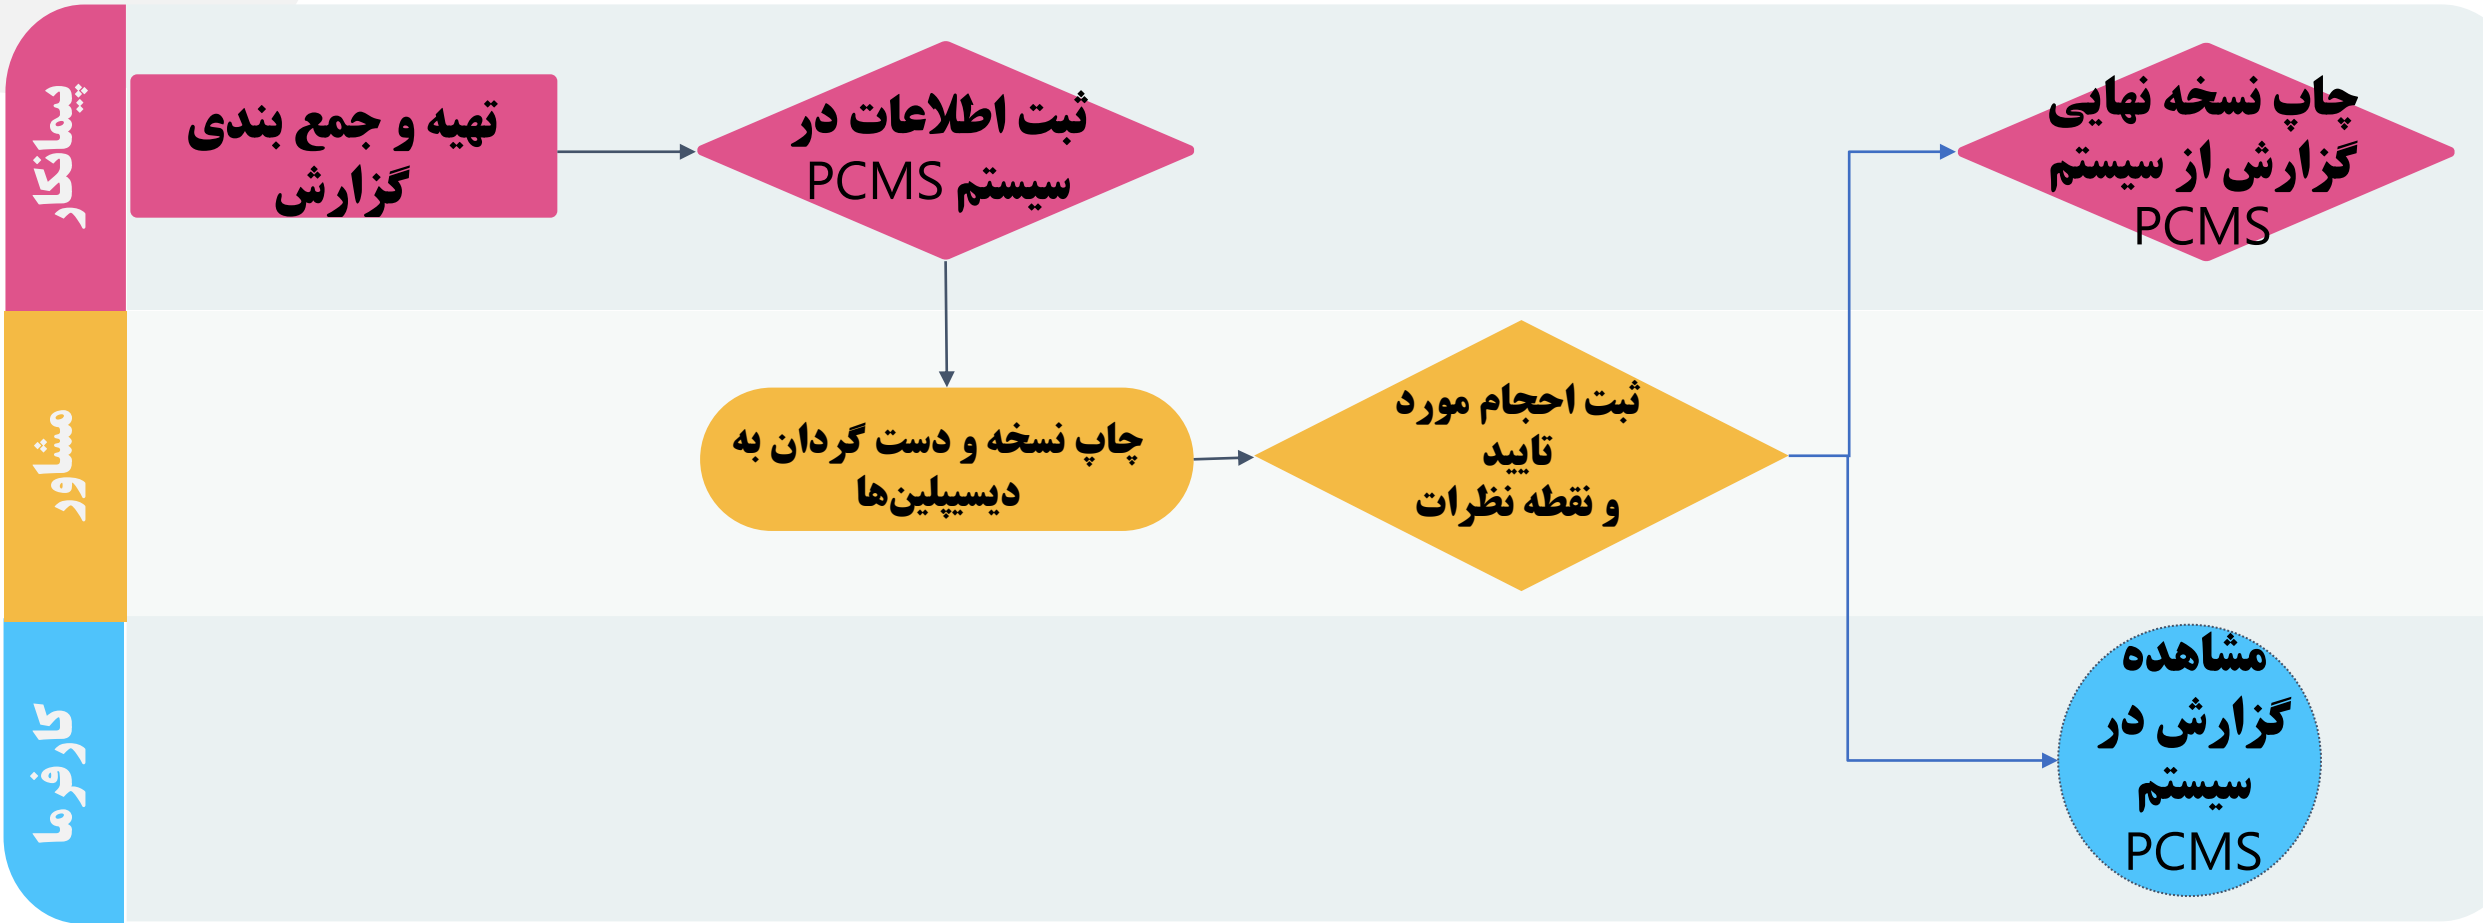 پیمانکار
تهیه و جمع بندی
گزارش
ثبت اطلاعات در
سیستم PCMS
چاپ نسخه نهایی
گزارش از سیستم
PCMS
مشاور
چاپ نسخه و دست گردان به
دیسیپلین‌ها
ثبت احجام مورد
تایید
و نقطه نظرات
کارفرما
مشاهده
گزارش در
سیستم
PCMS